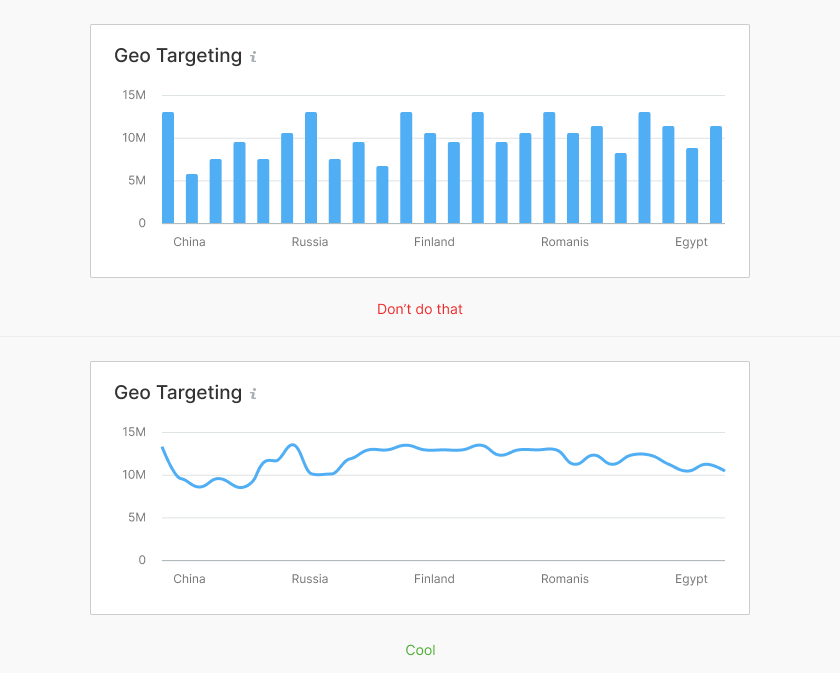 Geo Targeting i
15M
10M
5M
0
China Russia Finland Romanis Egypt
Don’t do that
Geo Targeting i
15M
10M
5M
0
China Russia Finland Romanis Egypt
Cool